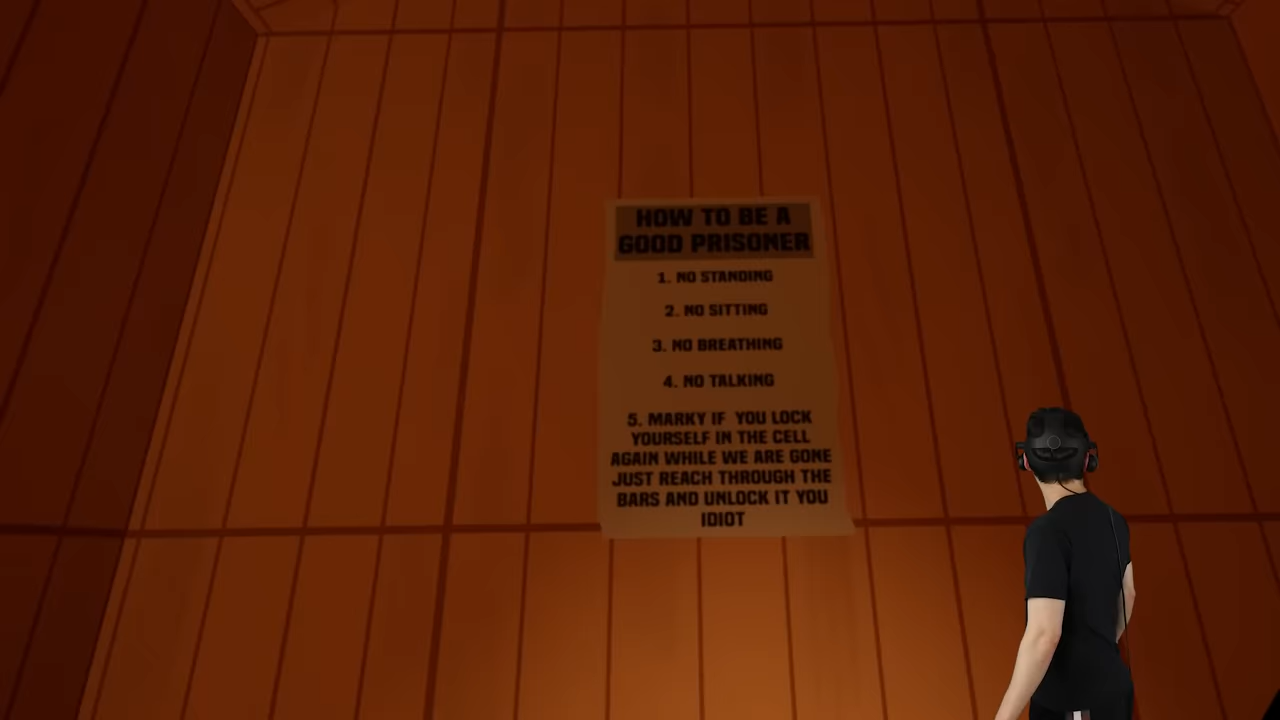 HOW TO BE A
GOOD PRISONER
1. NO STANDING
2. NO SITTING
3. NO BREATHING
4. NO TALKING
5. MARKY IF YOU LOCK
YOURSELF IN THE CELL
AGAIN WHILE WE ARE GONE
JUST REACH THROUGH THE
BARS AND UNLOCK IT YOU
IDIOT